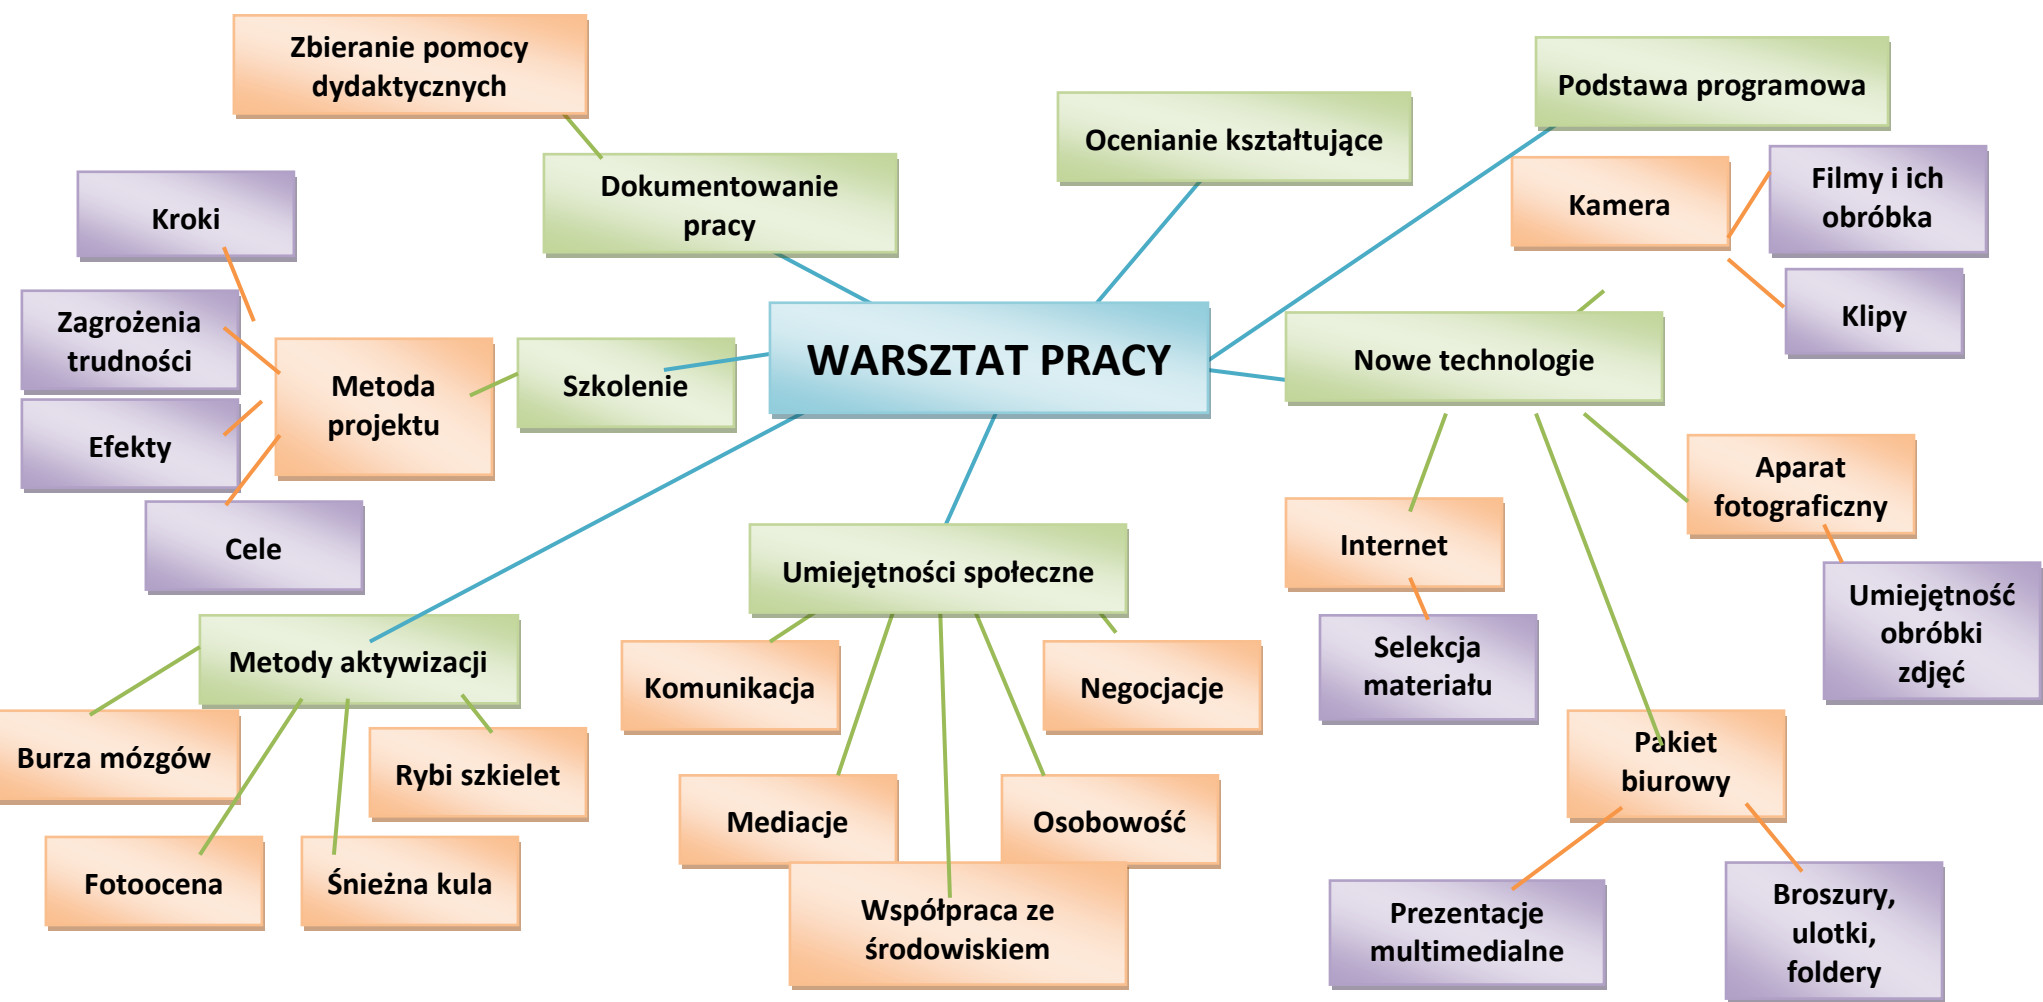 Zbieranie pomocy
dydaktycznych
Podstawa programowa
Ocenianie kształtujące
Dokumentowanie
pracy
Kamera
Filmy i ich
obróbka
Kroki
Klipy
Zagrożenia
trudności
Metoda
projektu
Szkolenie
WARSZTAT PRACY
Nowe technologie
Efekty
Cele
Aparat
fotograficzny
Internet
Umiejętności społeczne
Umiejętność
obróbki
zdjęć
Metody aktywizacji
Komunikacja
Negocjacje
Selekcja
materiału
Burza mózgów
Rybi szkielet
Pakiet
biurowy
Mediacje
Osobowość
Fotoocena
Śnieżna kula
Współpraca ze
środowiskiem
Prezentacje
multimedialne
Broszury,
ulotki,
foldery